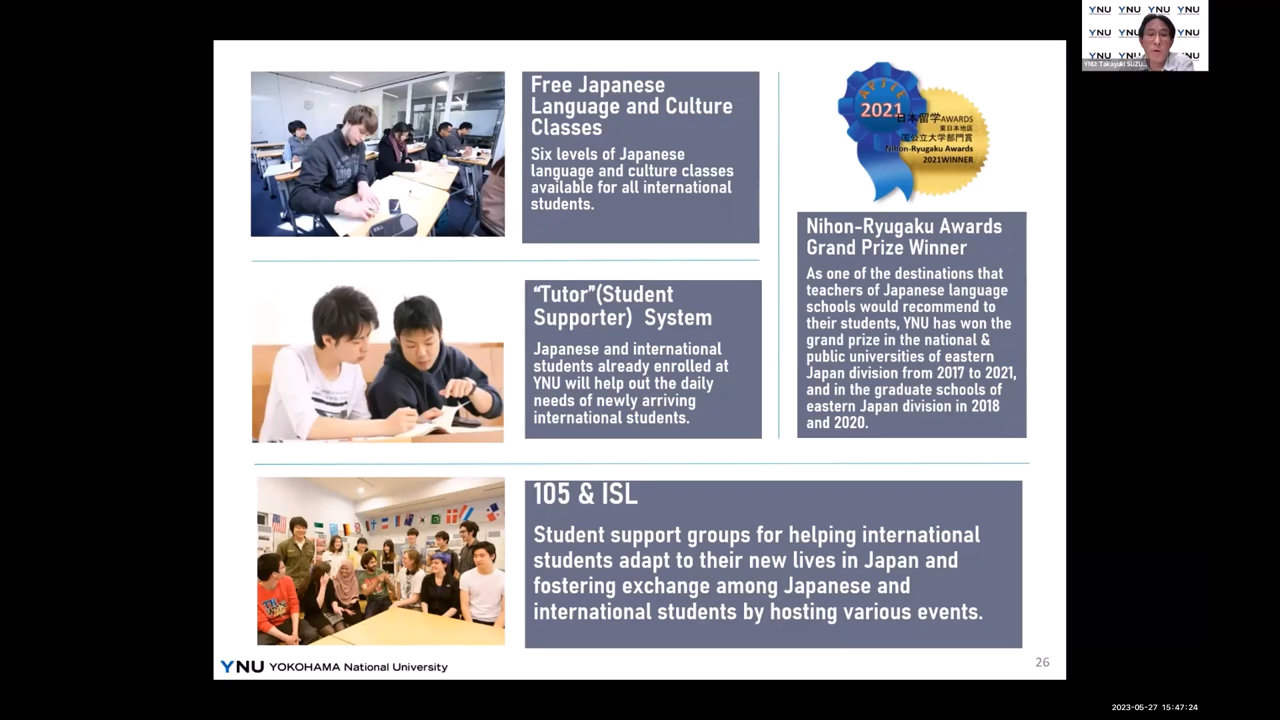 YNU YNU YNU YNU
YNU YNU
YNU YNU
YNU: Takayuki SUZU...
Free Japanese
Language and Culture
Classes
Six levels of Japanese
language and culture classes
available for all international
students.
2021
日本留学AWARDS
東日本地区
国公立大学部門賞
Nihon-Ryugaku Awards
2021WINNER
Nihon-Ryugaku Awards
Grand Prize Winner
As one of the destinations that
teachers of Japanese language
schools would recommend to
their students, YNU has won the
grand prize in the national &
public universities of eastern
Japan division from 2017 to 2021,
and in the graduate schools of
eastern Japan division in 2018
and 2020.
“Tutor”(Student
Supporter) System
Japanese and international
students already enrolled at
YNU will help out the daily
needs of newly arriving
international students.
105 & ISL
Student support groups for helping international
students adapt to their new lives in Japan and
fostering exchange among Japanese and
international students by hosting various events.
YNU YOKOHAMA National University
26
2023-05-27 15:47:24